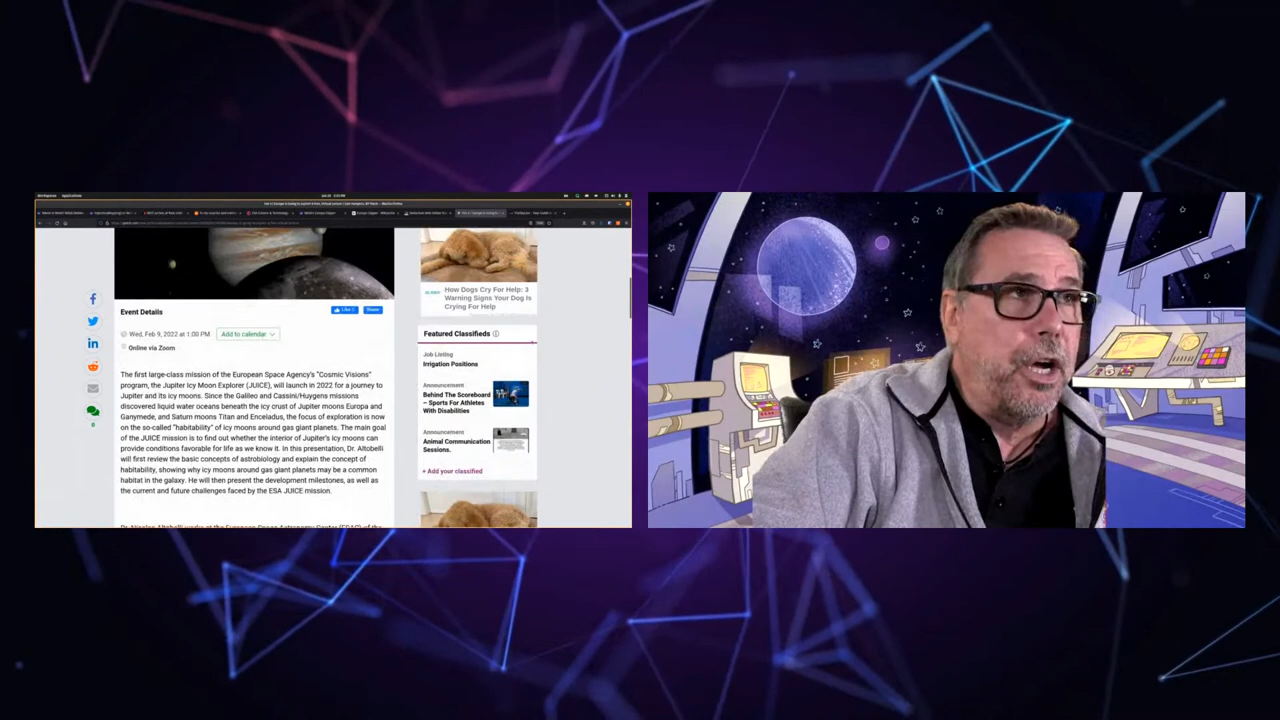 Workspaces Applications
How Dogs Cry For Help: 3
Warning Signs Your Dog Is
Crying For Help
Event Details
Like
Share
Wed, Feb 9, 2022 at 1:00 PM
Add to calendar
Online via Zoom
The first large-class mission of the European Space Agency's "Cosmic Visions"
program, the Jupiter Icy Moon Explorer (JUICE), will launch in 2022 for a journey to
Jupiter and its icy moons. Since the Galileo and Cassini/Huygens missions
discovered liquid water oceans beneath the icy crust of Jupiter moons Europa and
Ganymede, and Saturn moons Titan and Enceladus, the focus of exploration is now
on the so-called "habitability" of icy moons around gas giant planets. The main goal
of the JUICE mission is to find out whether the interior of Jupiter's icy moons can
provide conditions favorable for life as we know it. In this presentation, Dr. Altobelli
will first review the basic concepts of astrobiology and explain the concept of
habitability, showing why icy moons around gas giant planets may be a common
habitat in the galaxy. He will then present the development milestones, as well as
the current and future challenges faced by the ESA JUICE mission.
0
Featured Classifieds
Job Listing
Irrigation Positions
Announcement
Behind The Scoreboard
– Sports For Athletes
With Disabilities
Announcement
Animal Communication
Sessions.
+ Add your classified